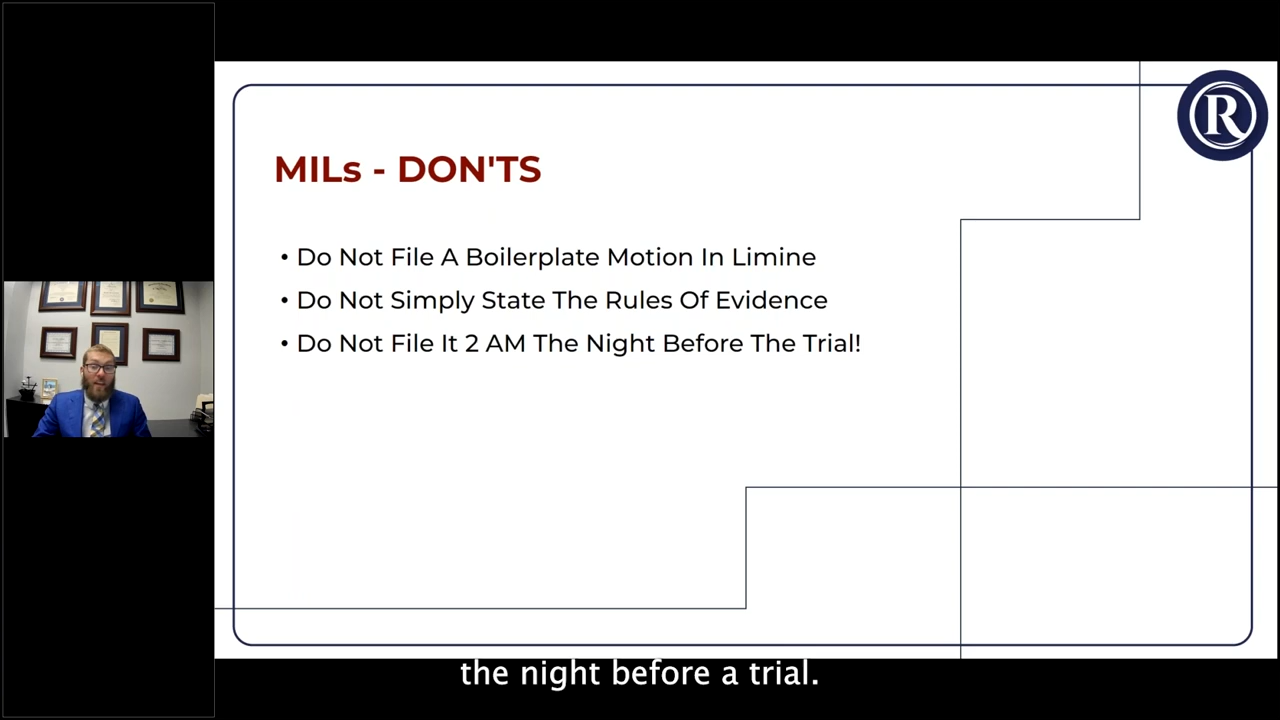 R
MILs - DON'TS
• Do Not File A Boilerplate Motion In Limine
• Do Not Simply State The Rules Of Evidence
• Do Not File It 2 AM The Night Before The Trial!
the night before a trial.